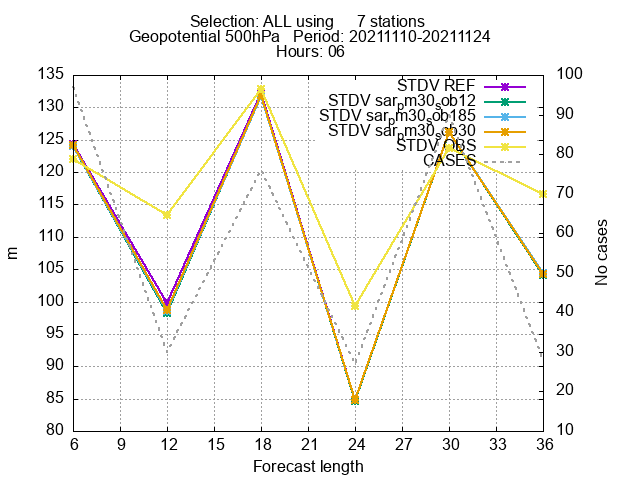 Selection: ALL using 7 stations
Geopotential 500hPa Period: 20211110-20211124
Hours: 06
STDV REF
STDV sarpm30sob12
STDV sarpm30sob185
STDV sarpm30sob30
STDV OBS
CASES
135
130
125
120
115
110
105
100
95
90
85
80
m
100
90
80
70
60
50
40
30
20
10
No cases
6 9 12 15 18 21 24 27 30 33 36
Forecast length